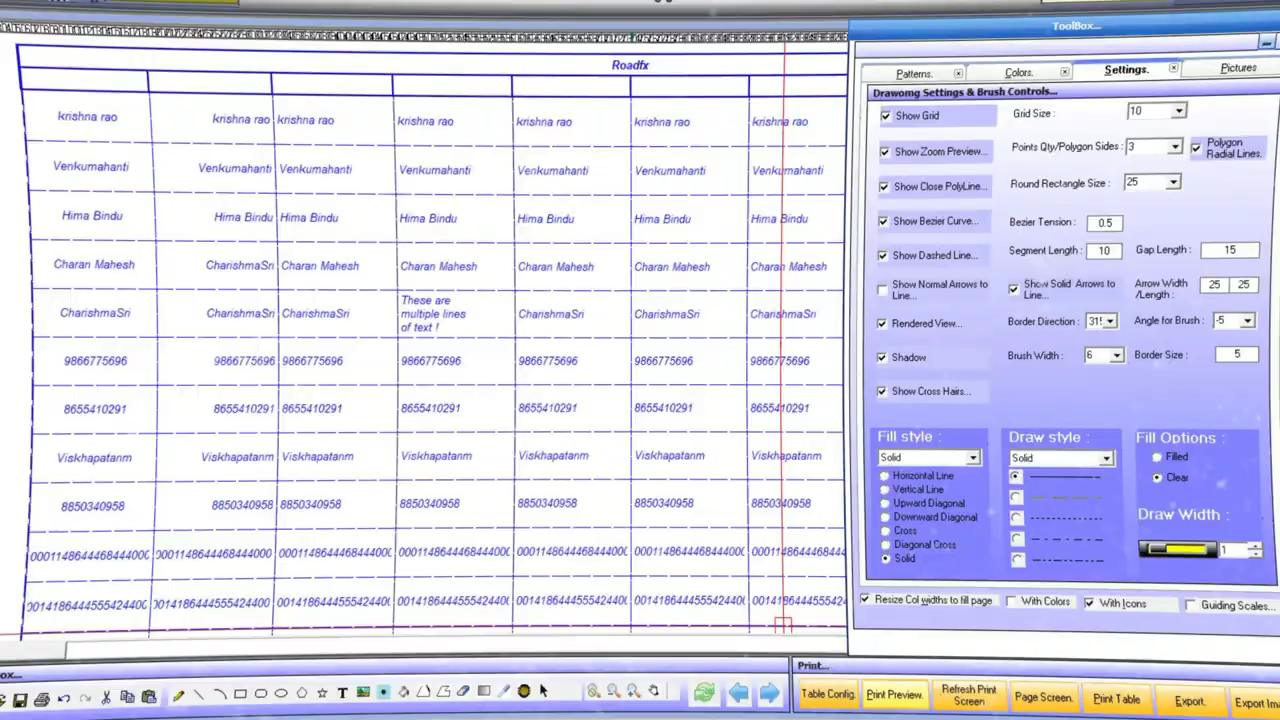 ToolBox...
Roadfx
krishna rao krishna rao krishna rao krishna rao krishna rao krishna rao krishna rao
Venkumahanti Venkumahanti Venkumahanti Venkumahanti Venkumahanti Venkumahanti Venkumahanti
Hima Bindu Hima Bindu Hima Bindu Hima Bindu Hima Bindu Hima Bindu Hima Bindu
Charan Mahesh CharishmaSri Charan Mahesh Charan Mahesh Charan Mahesh Charan Mahesh Charan Mahesh
CharishmaSri CharishmaSri CharishmaSri These are CharishmaSri CharishmaSri CharishmaSri
multiple lines
of text !
9866775696 9866775696 9866775696 9866775696 9866775696 9866775696 9866775696
8655410291 8655410291 8655410291 8655410291 8655410291 8655410291 8655410291
Viskhapatanm Viskhapatanm Viskhapatanm Viskhapatanm Viskhapatanm Viskhapatanm Viskhapatanm
8850340958 8850340958 8850340958 8850340958 8850340958 8850340958 8850340958
Patterns. Colors. Settings. Pictures
Drawomg Settings & Brush Controls...
Show Grid Grid Size : 10
Show Zoom Preview... Points Qty/Polygon Sides : 3 Polygon
Radial Lines.
Show Close PolyLine... Round Rectangle Size : 25
Show Bezier Curve... Bezier Tension : 0.5
Show Dashed Line... Segment Length : 10 Gap Length : 15
Show Normal Arrows to
Line...
Show Solid Arrows to
Line...
Arrow Width
/Length :
25 25
Rendered View... Border Direction : 315 Angle for Brush : -5
Shadow Brush Width : 6 Border Size : 5
Show Cross Hairs...
Fill style :
Solid
Horizontal Line
Vertical Line
Upward Diagonal
Downward Diagonal
Cross
Diagonal Cross
Solid
Draw style :
Solid
Fill Options :
Filled
Clear
Draw Width :
1
Resize Col widths to fill page With Colors With Icons Guiding Scales...
Print...
Table Config. Print Preview. Refresh Print
Screen
Page Screen. Print Table Export.
T